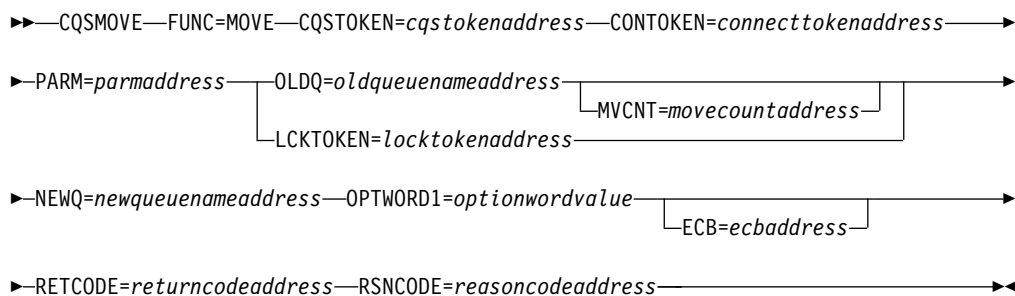 CQSMOVE FUNC=MOVE CQSTOKEN=cqstokenaddress CONTOKEN=connecttokenaddress
PARM=parmaddress OLDQ=oldqueuenameaddress
MVCNT=movecountaddress
LCKTOKEN=locktokenaddress
NEWQ=newqueuenameaddress OPTWORD1=optionwordvalue
ECB=ecbaddress
RETCODE=returncodeaddress RSNCODE=reasoncodeaddress